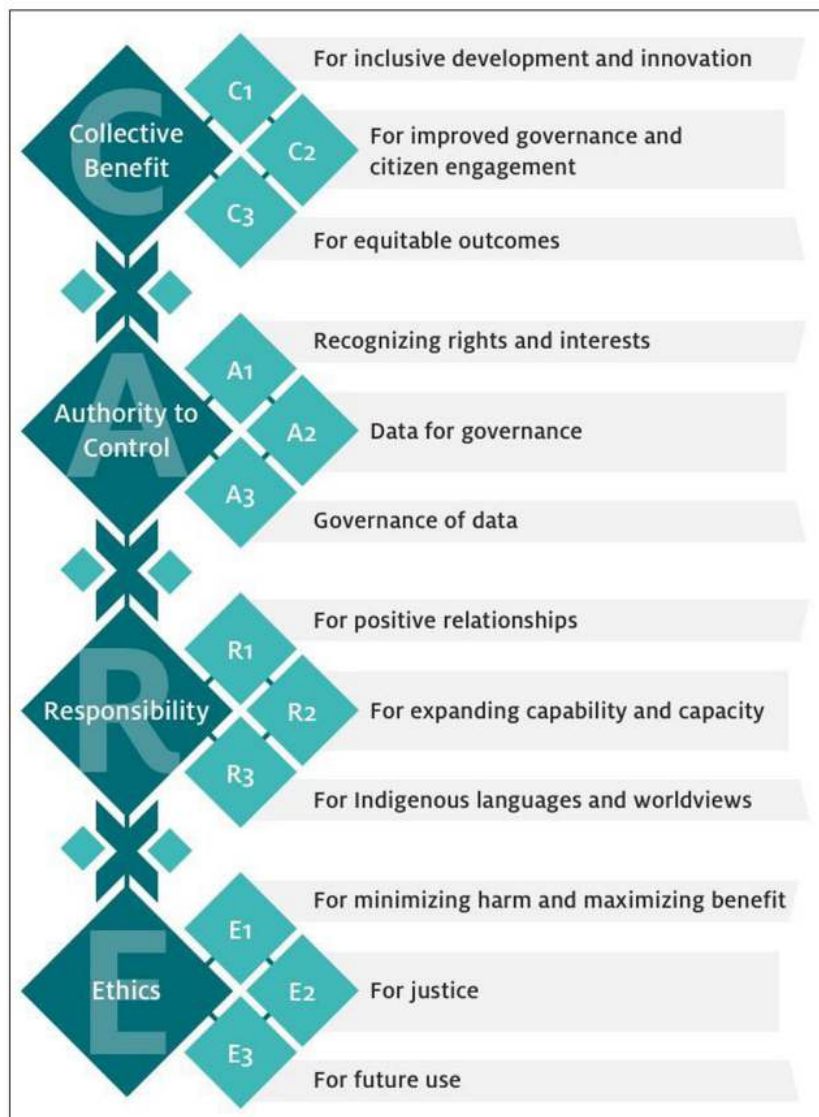 C
Collective
Benefit
C1
For inclusive development and innovation
C2
For improved governance and
citizen engagement
C3
For equitable outcomes
A
Authority to
Control
A1
Recognizing rights and interests
A2
Data for governance
A3
Governance of data
R
Responsibility
R1
For positive relationships
R2
For expanding capability and capacity
R3
For Indigenous languages and worldviews
E
Ethics
E1
For minimizing harm and maximizing benefit
E2
For justice
E3
For future use